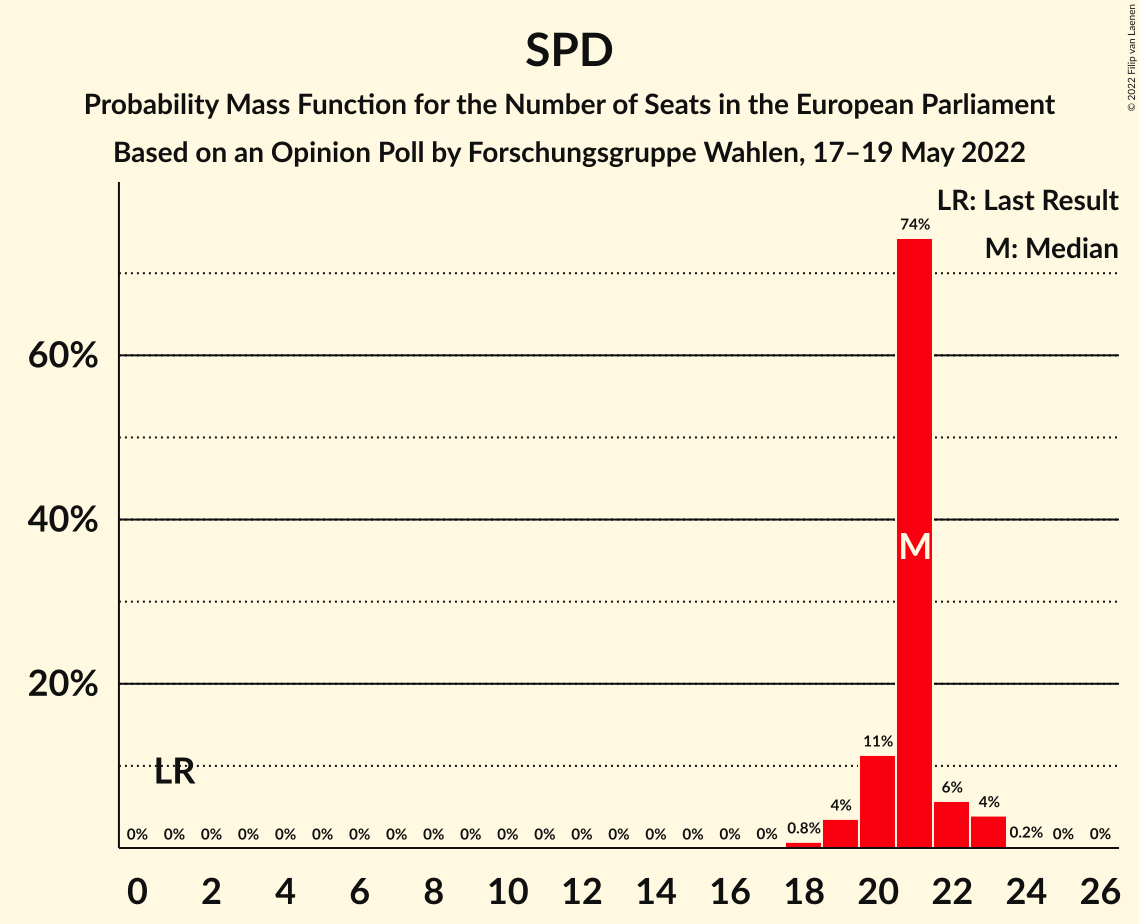 SPD
Probability Mass Function for the Number of Seats in the European Parliament
Based on an Opinion Poll by Forschungsgruppe Wahlen, 17–19 May 2022
© 2022 Filip van Laenen
LR: Last Result
M: Median
74%
60%
40%
M
20%
LR
11%
6%
4%
4%
0% 0% 0% 0% 0% 0% 0% 0% 0% 0% 0% 0% 0% 0% 0% 0% 0% 0% 0.8% 0.2% 0% 0%
0 2 4 6 8 10 12 14 16 18 20 22 24 26